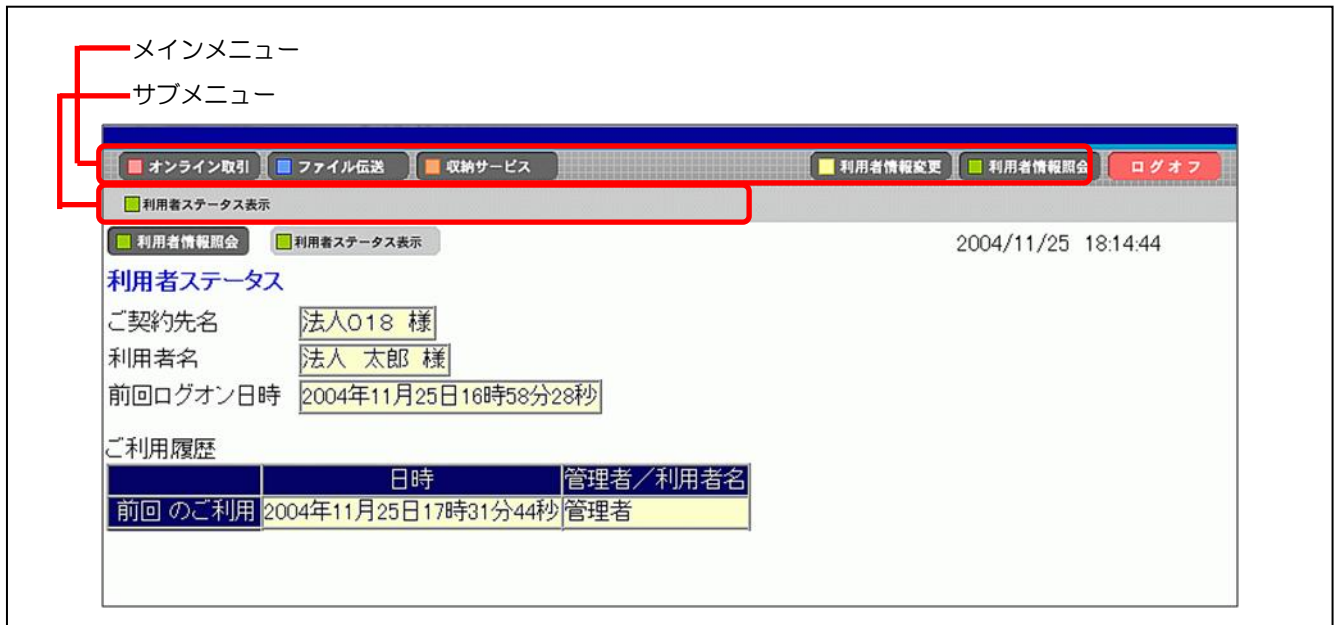 メインメニュー
サブメニュー
オンライン取引 ファイル伝送 収納サービス 利用者情報変更 利用者情報照会 ログオフ
利用者ステータス表示
利用者情報照会 利用者ステータス表示 2004/11/25 18:14:44
利用者ステータス
ご契約先名 法人018 様
利用者名 法人 太郎 様
前回ログオン日時 2004年11月25日16時58分28秒
ご利用履歴
日時 管理者／利用者名
前回 のご利用 2004年11月25日17時31分44秒 管理者